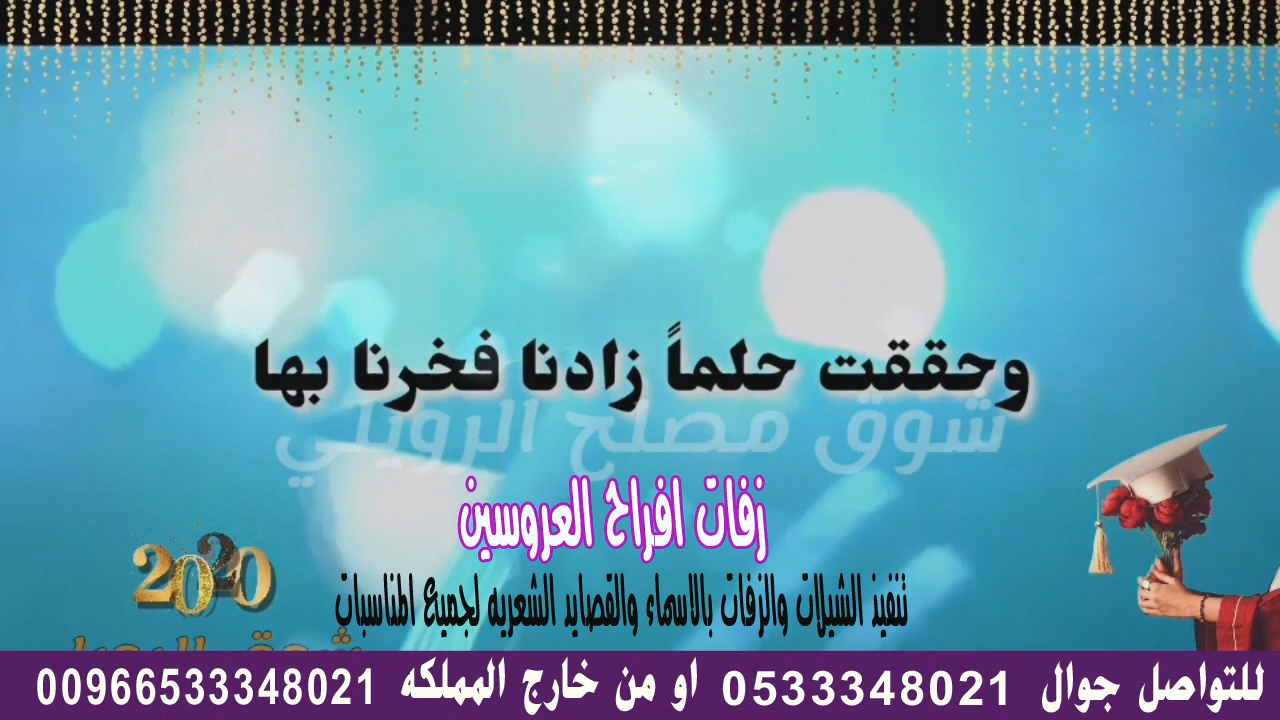 وحققت حلماً زادنا فخرنا بها
شوق مصلح الرويلي
زفات افراح العروسين
تنفيذ الشيلات والزفات بالاسماء والقصايد الشعريه لجميع المناسبات
2020
للتواصل جوال 0533348021 او من خارج المملكه 00966533348021